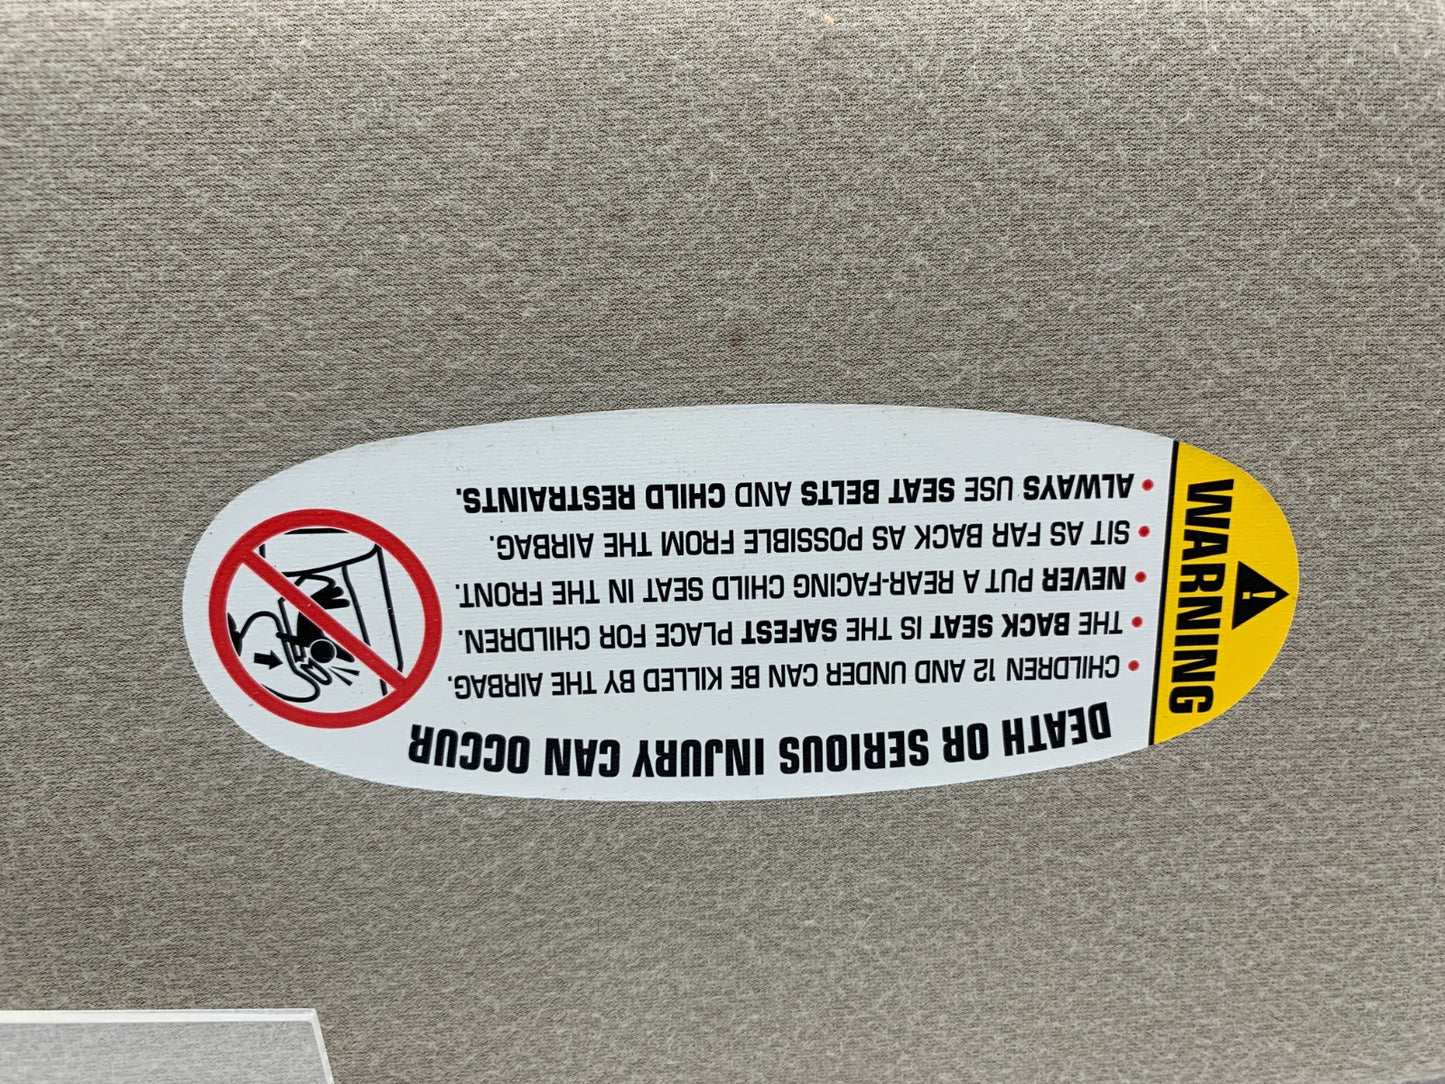 WARNING
DEATH OR SERIOUS INJURY CAN OCCUR
• CHILDREN 12 AND UNDER CAN BE KILLED BY THE AIRBAG.
• THE BACK SEAT IS THE SAFEST PLACE FOR CHILDREN.
• NEVER PUT A REAR-FACING CHILD SEAT IN THE FRONT.
• SIT AS FAR BACK AS POSSIBLE FROM THE AIRBAG.
• ALWAYS USE SEAT BELTS AND CHILD RESTRAINTS.